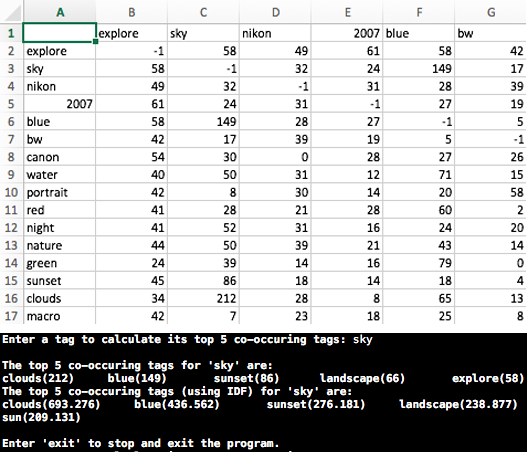 A B C D E F G
1 explore sky nikon 2007 blue bw
2 explore -1 58 49 61 58 42
3 sky 58 -1 32 24 149 17
4 nikon 49 32 -1 31 28 39
5 2007 61 24 31 -1 27 19
6 blue 58 149 28 27 -1 5
7 bw 42 17 39 19 5 -1
8 canon 54 30 0 28 27 26
9 water 40 50 31 12 71 15
10 portrait 42 8 30 14 20 58
11 red 41 28 21 28 60 2
12 night 41 52 31 16 24 20
13 nature 44 50 39 21 43 14
14 green 24 39 14 16 79 0
15 sunset 45 86 18 14 18 4
16 clouds 34 212 28 8 65 13
17 macro 42 7 23 18 25 8
Enter a tag to calculate its top 5 co-occuring tags: sky
The top 5 co-occuring tags for 'sky' are:
clouds(212) blue(149) sunset(86) landscape(66) explore(58)
The top 5 co-occuring tags (using IDF) for 'sky' are:
clouds(693.276) blue(436.562) sunset(276.181) landscape(238.877)
sun(209.131)
Enter 'exit' to stop and exit the program.